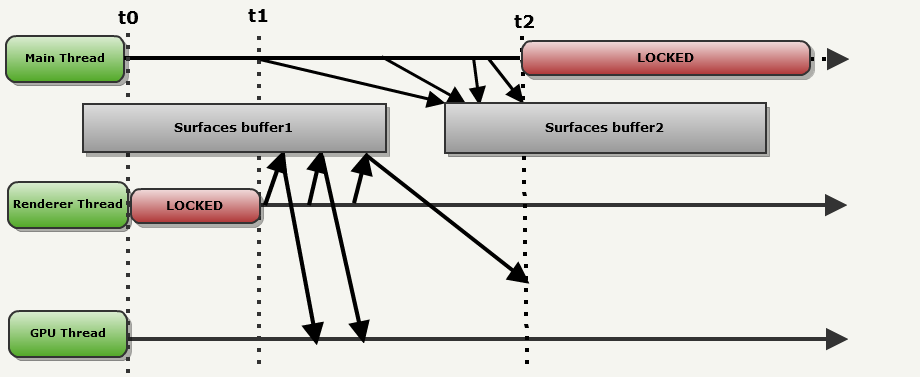 t0
t1
t2
Main Thread
LOCKED
Surfaces buffer1
Surfaces buffer2
Renderer Thread
LOCKED
GPU Thread